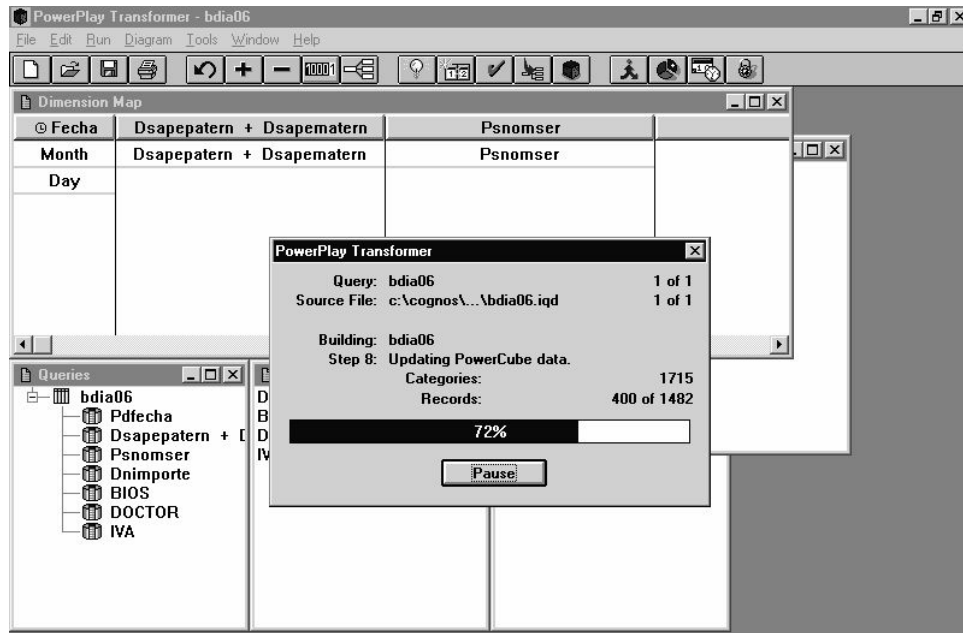 PowerPlay Transformer - bdia06
File Edit Run Diagram Tools Window Help
Dimension Map
Fecha Dsapepatern + Dsapematern Psnomser
Month Dsapepatern + Dsapematern Psnomser
Day
PowerPlay Transformer
Query: bdia06 1 of 1
Source File: c:\cognos\...\bdia06.iqd 1 of 1
Building: bdia06
Step 8: Updating PowerCube data.
Categories: 1715
Records: 400 of 1482
72%
Pause
Queries
bdia06
Pdfecha
Dsapepatern + D
Psnomser
Dnimporte
BIOS
DOCTOR
IVA
D
B
D
IV